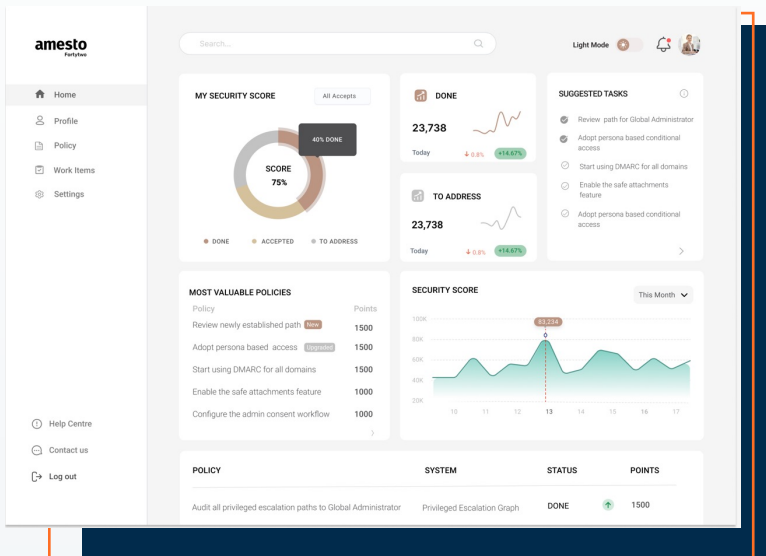 amesto
Fortytwo
Search...
Light Mode
Home
Profile
Policy
Work Items
Settings
Help Centre
Contact us
Log out
MY SECURITY SCORE
All Accepts
40% DONE
SCORE
75%
DONE
ACCEPTED
TO ADDRESS
DONE
23,738
Today
0.8%
+14.67%
TO ADDRESS
23,738
Today
0.8%
+14.67%
SUGGESTED TASKS
Review path for Global Administrator
Adopt persona based conditional
access
Start using DMARC for all domains
Enable the safe attachments
feature
Adopt persona based conditional
access
MOST VALUABLE POLICIES
Policy Points
Review newly established path New 1500
Adopt persona based access Upgraded 1500
Start using DMARC for all domains 1500
Enable the safe attachments feature 1000
Configure the admin consent workflow 1000
SECURITY SCORE
This Month
83,234
100K
80K
60K
40K
20K
10 11 12 13 14 15 16 17
POLICY SYSTEM STATUS POINTS
Audit all privileged escalation paths to Global Administrator Privileged Escalation Graph DONE 1500